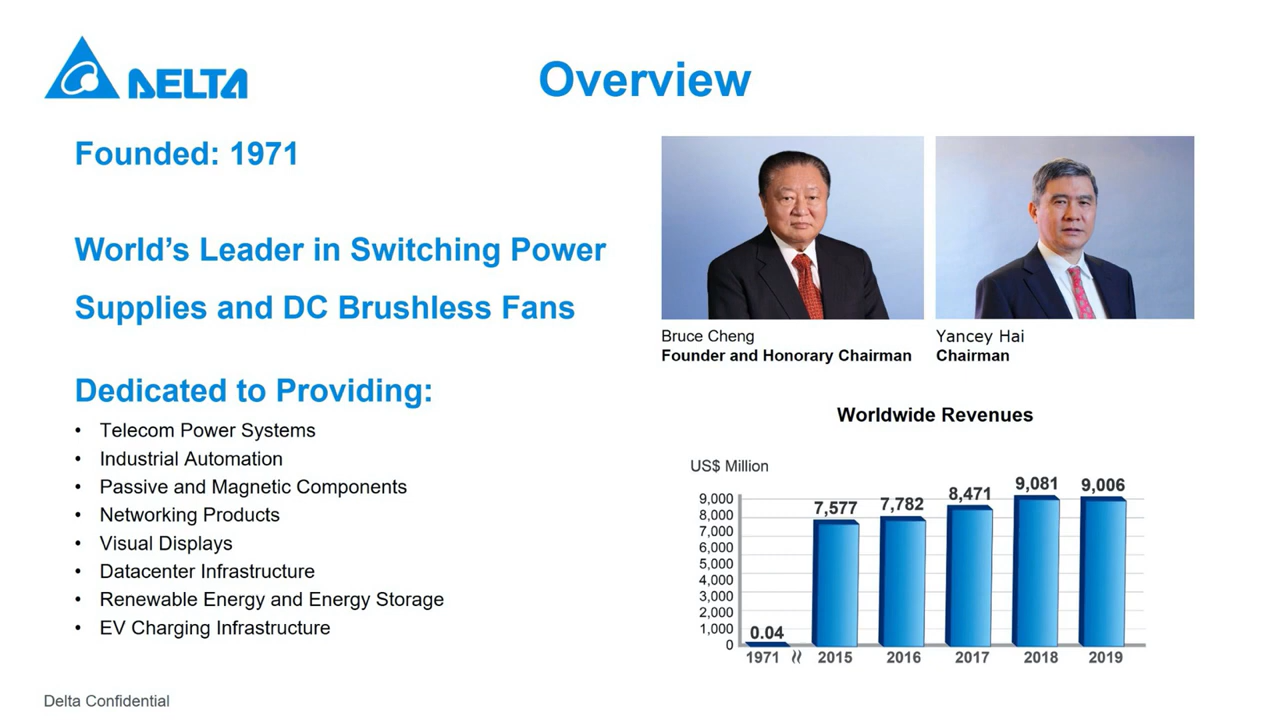 DELTA
Overview
Founded: 1971
World’s Leader in Switching Power
Supplies and DC Brushless Fans
Dedicated to Providing:
• Telecom Power Systems
• Industrial Automation
• Passive and Magnetic Components
• Networking Products
• Visual Displays
• Datacenter Infrastructure
• Renewable Energy and Energy Storage
• EV Charging Infrastructure
Bruce Cheng
Founder and Honorary Chairman
Yancey Hai
Chairman
Worldwide Revenues
US$ Million
9,000
8,000
7,000
6,000
5,000
4,000
3,000
2,000
1,000
0
0.04
7,577
7,782
8,471
9,081
9,006
1971
2015
2016
2017
2018
2019
Delta Confidential